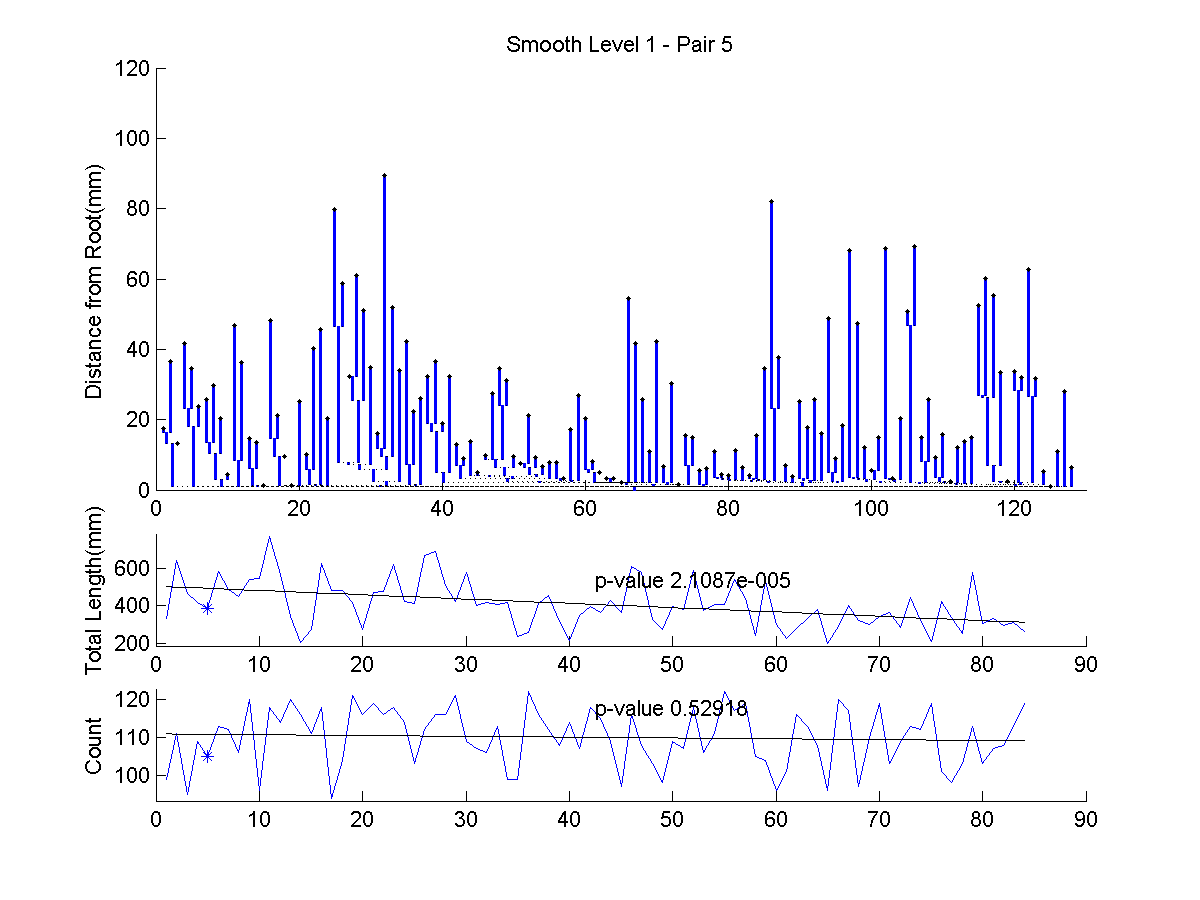 Smooth Level 1 - Pair 5
Distance from Root(mm)
120
100
80
60
40
20
0
0 20 40 60 80 100 120
Total Length(mm)
600
400
200
p-value 2.1087e-005
0 10 20 30 40 50 60 70 80 90
Count
120
110
100
p-value 0.52918
0 10 20 30 40 50 60 70 80 90